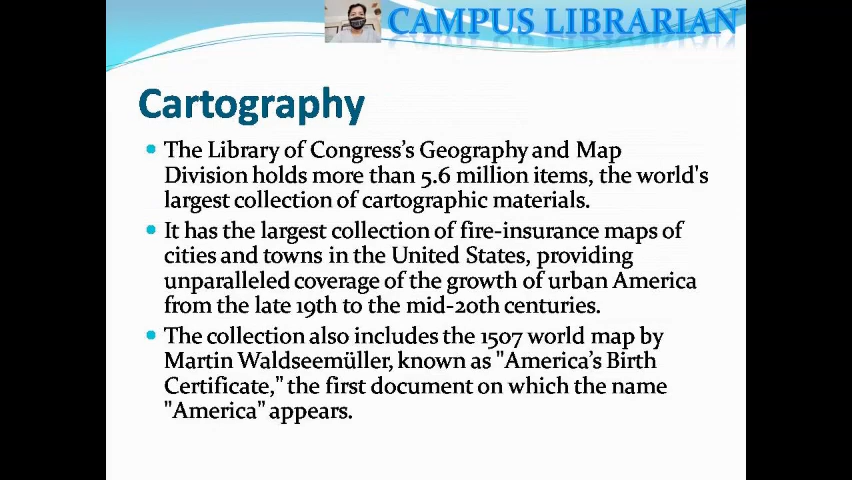 CAMPUS LIBRARIAN
Cartography
• The Library of Congress's Geography and Map
Division holds more than 5.6 million items, the world's
largest collection of cartographic materials.
• It has the largest collection of fire-insurance maps of
cities and towns in the United States, providing
unparalleled coverage of the growth of urban America
from the late 19th to the mid-20th centuries.
• The collection also includes the 1507 world map by
Martin Waldseemüller, known as "America's Birth
Certificate," the first document on which the name
"America" appears.